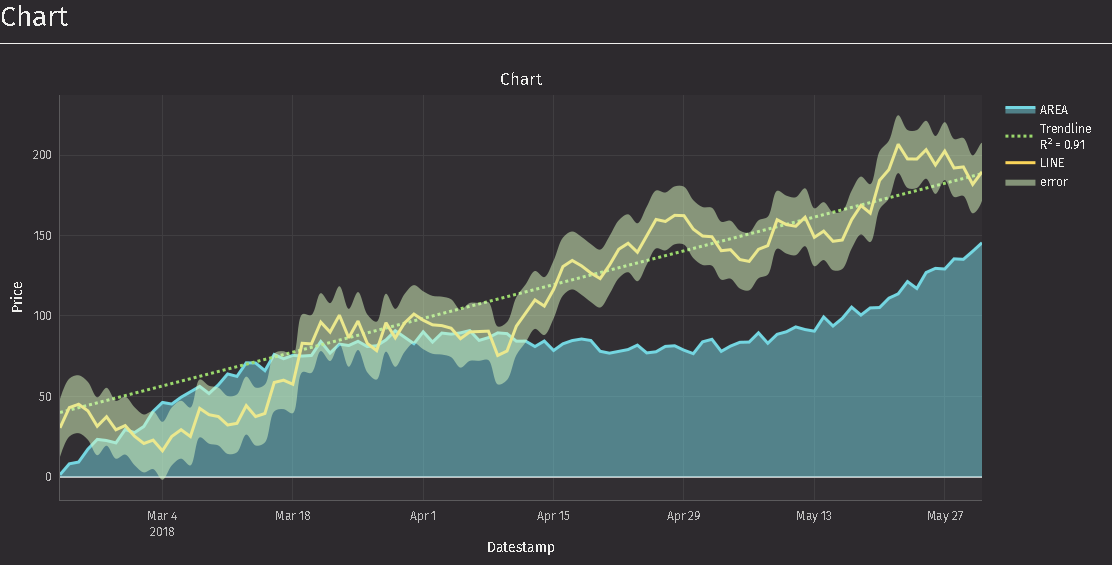 Chart
Chart
AREA
Trendline
R² = 0.91
LINE
error
Price
200
150
100
50
0
Mar 4
2018
Mar 18
Apr 1
Apr 15
Apr 29
May 13
May 27
Datestamp